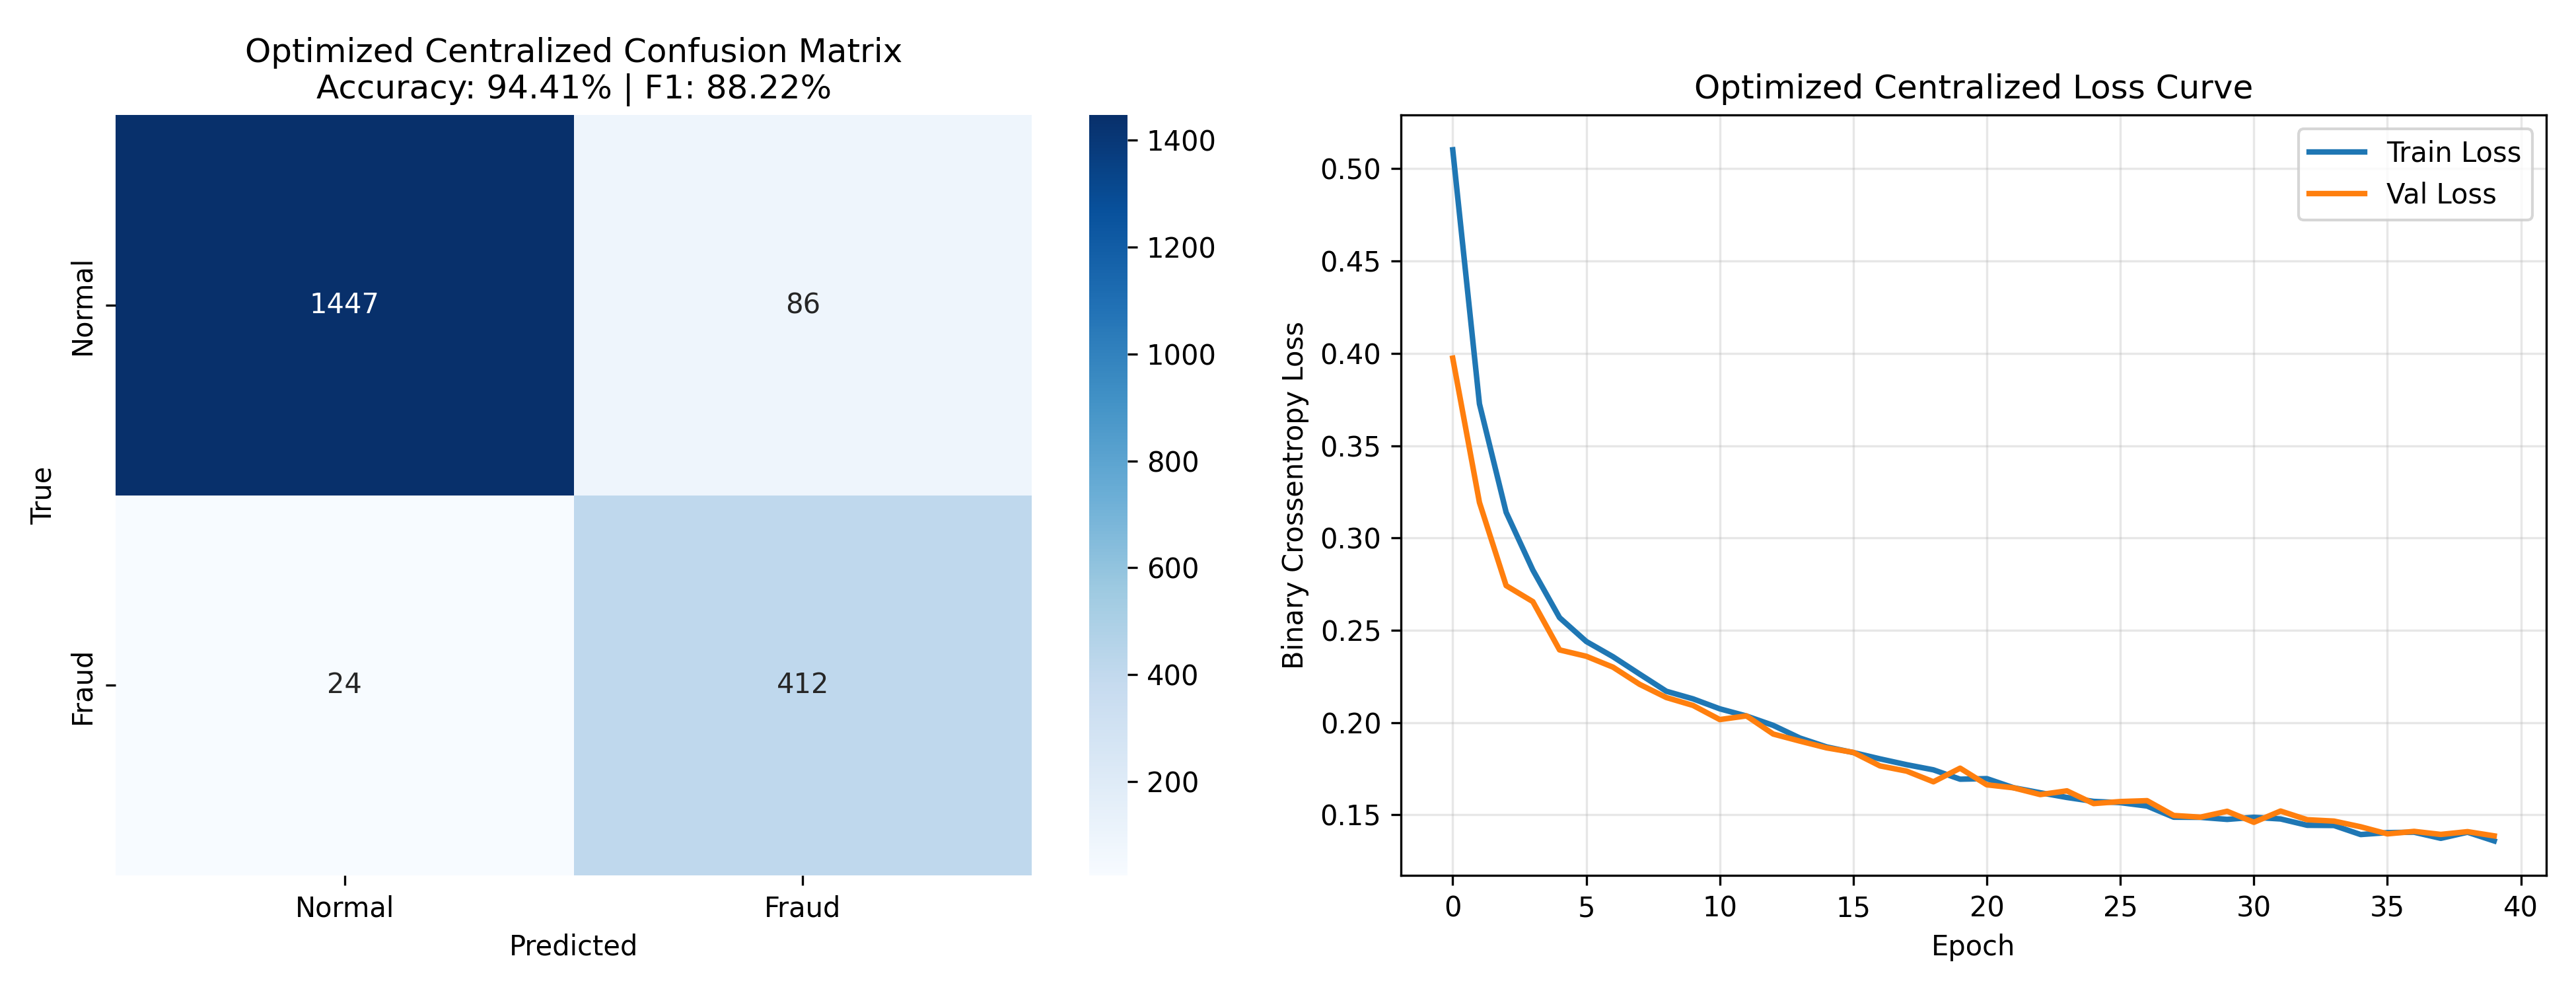 Optimized Centralized Confusion Matrix
Accuracy: 94.41% | F1: 88.22%
True
Normal
Fraud
1447
86
24
412
Normal
Fraud
Predicted
1400
1200
1000
800
600
400
200
Optimized Centralized Loss Curve
Train Loss
Val Loss
Binary Crossentropy Loss
0.50
0.45
0.40
0.35
0.30
0.25
0.20
0.15
0
5
10
15
20
25
30
35
40
Epoch